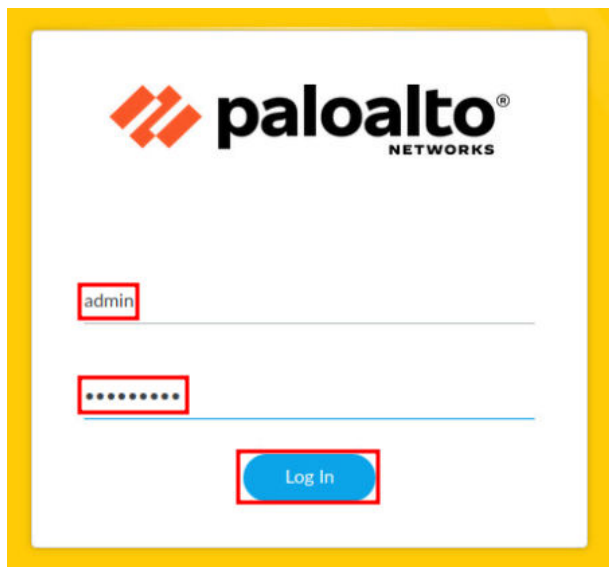 paloalto®
NETWORKS
admin
•••••••••
Log In